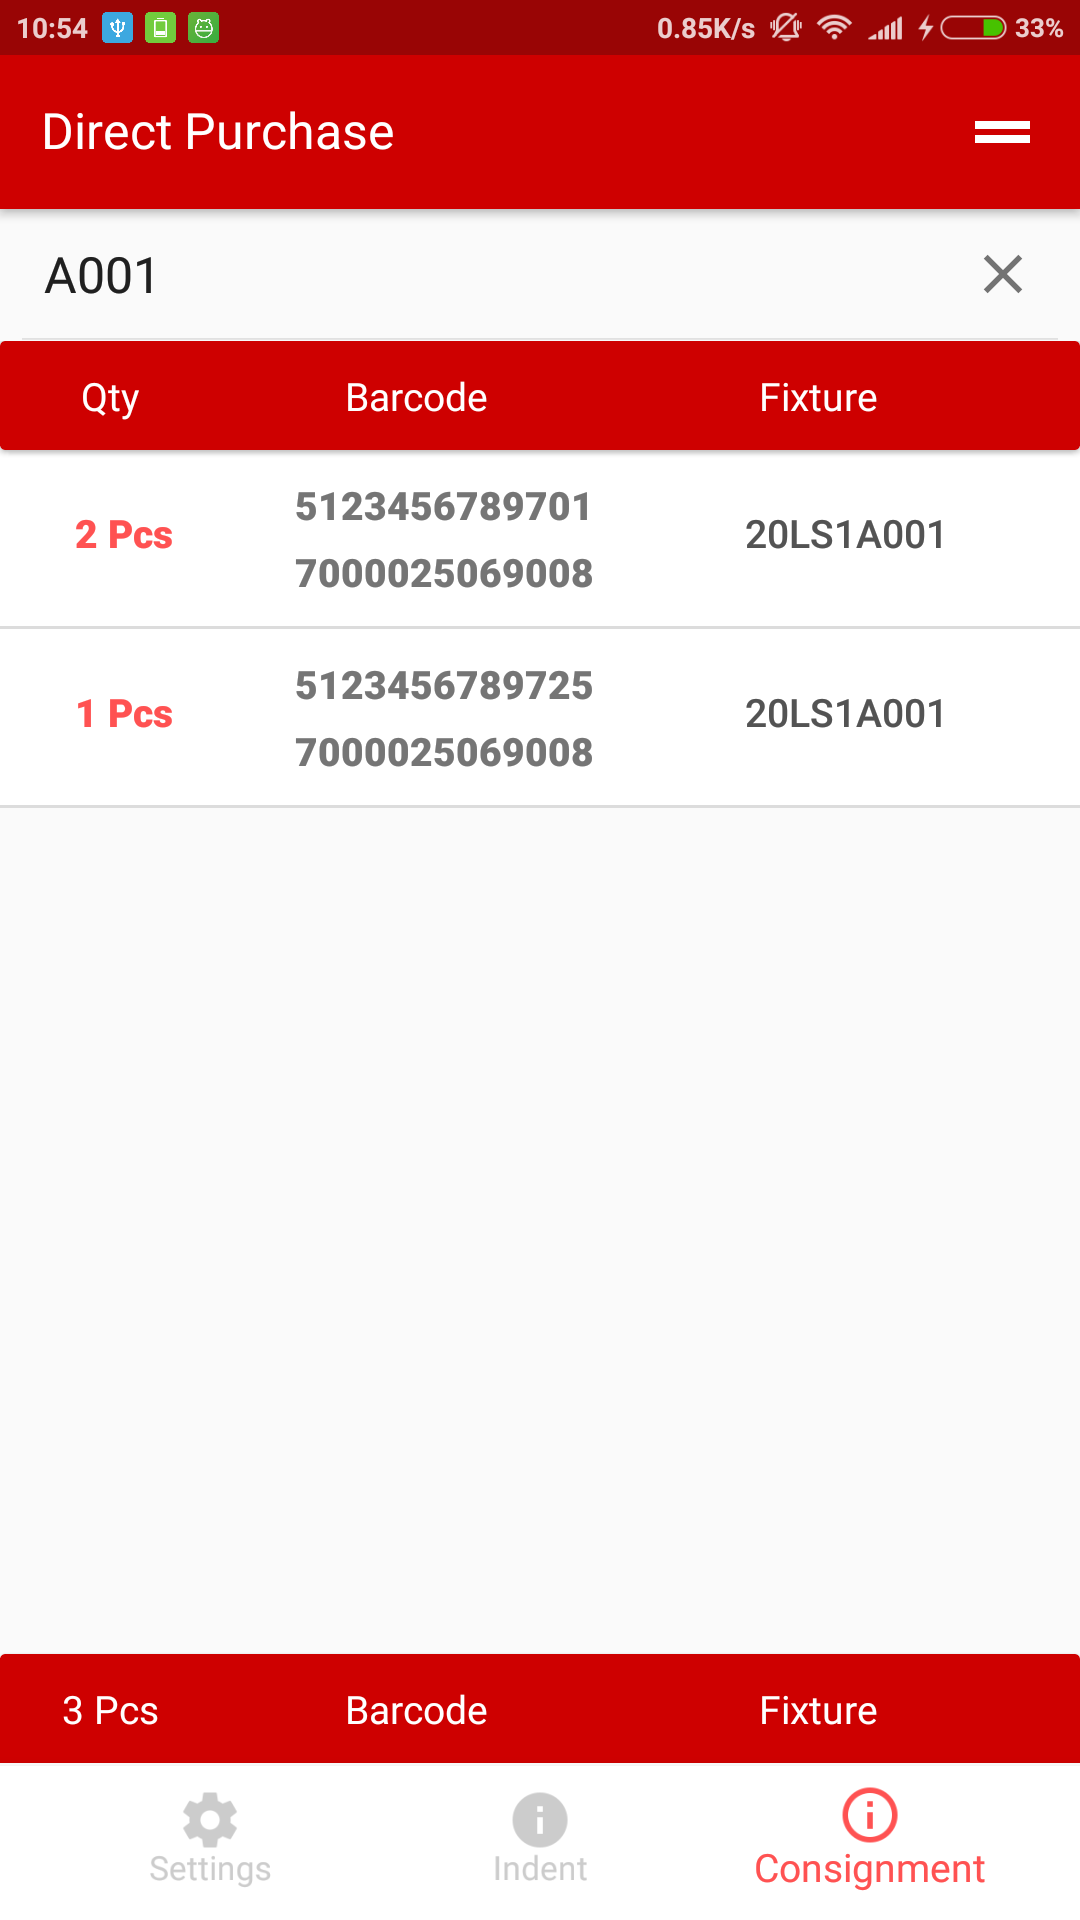 10:54 0.85K/s 33%
Direct Purchase
A001
Qty Barcode Fixture
5123456789701
2 Pcs 20LS1A001
7000025069008
5123456789725
1 Pcs 20LS1A001
7000025069008
3 Pcs Barcode Fixture
Settings Indent Consignment